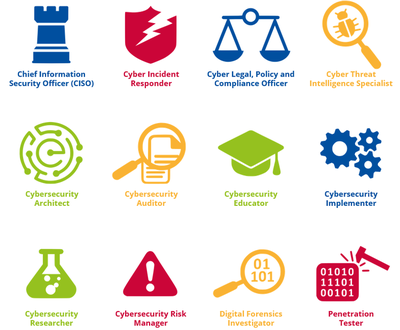 Chief Information
Security Officer (CISO)
Cyber Incident
Responder
Cyber Legal, Policy and
Compliance Officer
Cyber Threat
Intelligence Specialist
Cybersecurity
Architect
Cybersecurity
Auditor
Cybersecurity
Educator
Cybersecurity
Implementer
01
101
01010
11101
00101
Cybersecurity
Researcher
Cybersecurity Risk
Manager
Digital Forensics
Investigator
Penetration
Tester